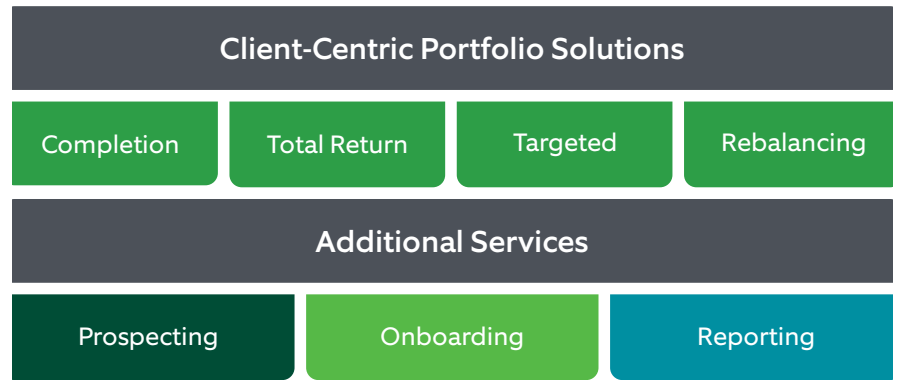 Client-Centric Portfolio Solutions
Completion
Total Return
Targeted
Rebalancing
Additional Services
Prospecting
Onboarding
Reporting